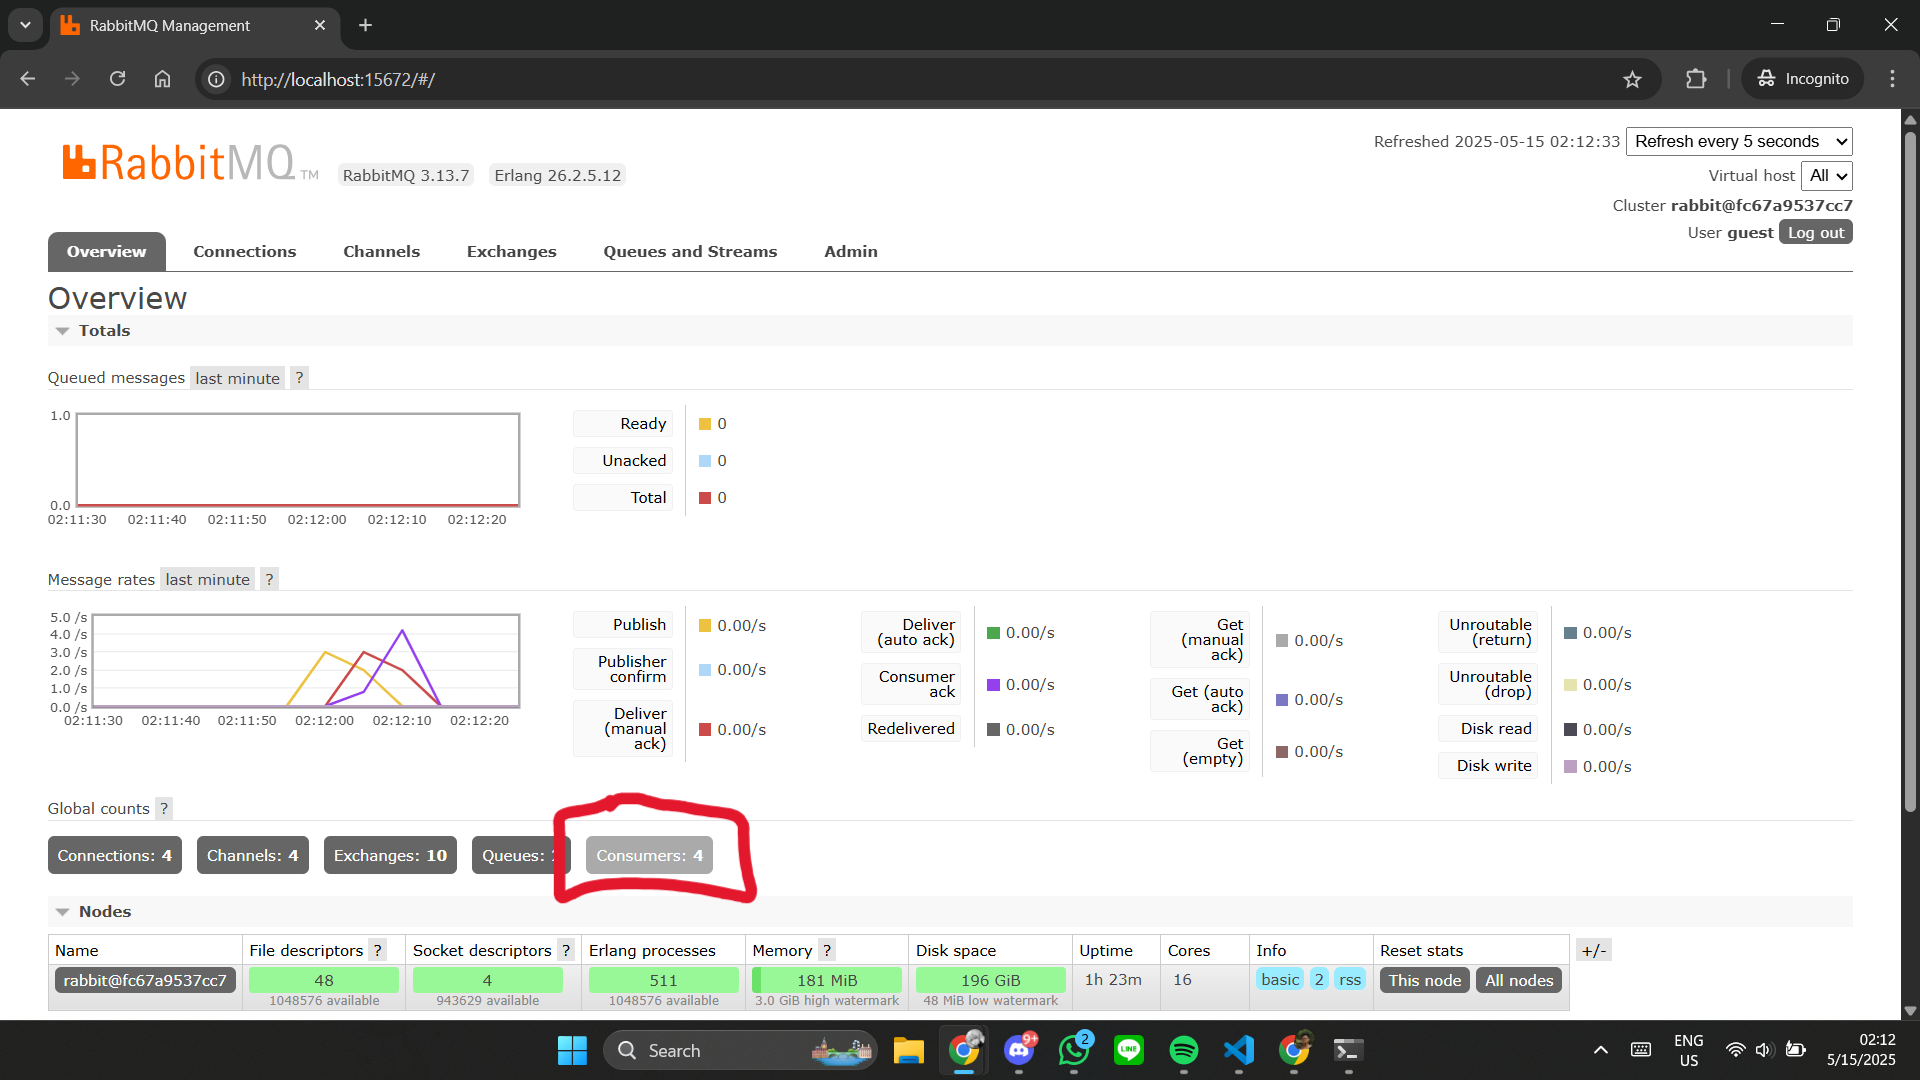 RabbitMQ Management
http://localhost:15672/#/
Incognito
RabbitMQ TM
RabbitMQ 3.13.7
Erlang 26.2.5.12
Refreshed 2025-05-15 02:12:33
Refresh every 5 seconds
Virtual host All
Cluster rabbit@fc67a9537cc7
User guest Log out
Overview
Connections
Channels
Exchanges
Queues and Streams
Admin
Overview
Totals
Queued messages last minute ?
1.0
0.0
02:11:30 02:11:40 02:11:50 02:12:00 02:12:10 02:12:20
Ready 0
Unacked 0
Total 0
Message rates last minute ?
5.0 /s
4.0 /s
3.0 /s
2.0 /s
1.0 /s
0.0 /s
02:11:30 02:11:40 02:11:50 02:12:00 02:12:10 02:12:20
Publish 0.00/s
Publisher
confirm 0.00/s
Deliver
(manual
ack) 0.00/s
Deliver
(auto ack) 0.00/s
Consumer
ack 0.00/s
Redelivered 0.00/s
Get
(manual
ack) 0.00/s
Get (auto
ack) 0.00/s
Get
(empty) 0.00/s
Unroutable
(return) 0.00/s
Unroutable
(drop) 0.00/s
Disk read 0.00/s
Disk write 0.00/s
Global counts ?
Connections: 4
Channels: 4
Exchanges: 10
Queues:
Consumers: 4
Nodes
Name File descriptors ? Socket descriptors ? Erlang processes Memory ? Disk space Uptime Cores Info Reset stats +/-
rabbit@fc67a9537cc7 48 4 511 181 MiB 196 GiB 1h 23m 16 basic 2 rss This node All nodes
1048576 available 943629 available 1048576 available 3.0 GiB high watermark 48 MiB low watermark
Search
9+
2
LINE
ENG
US
02:12
5/15/2025